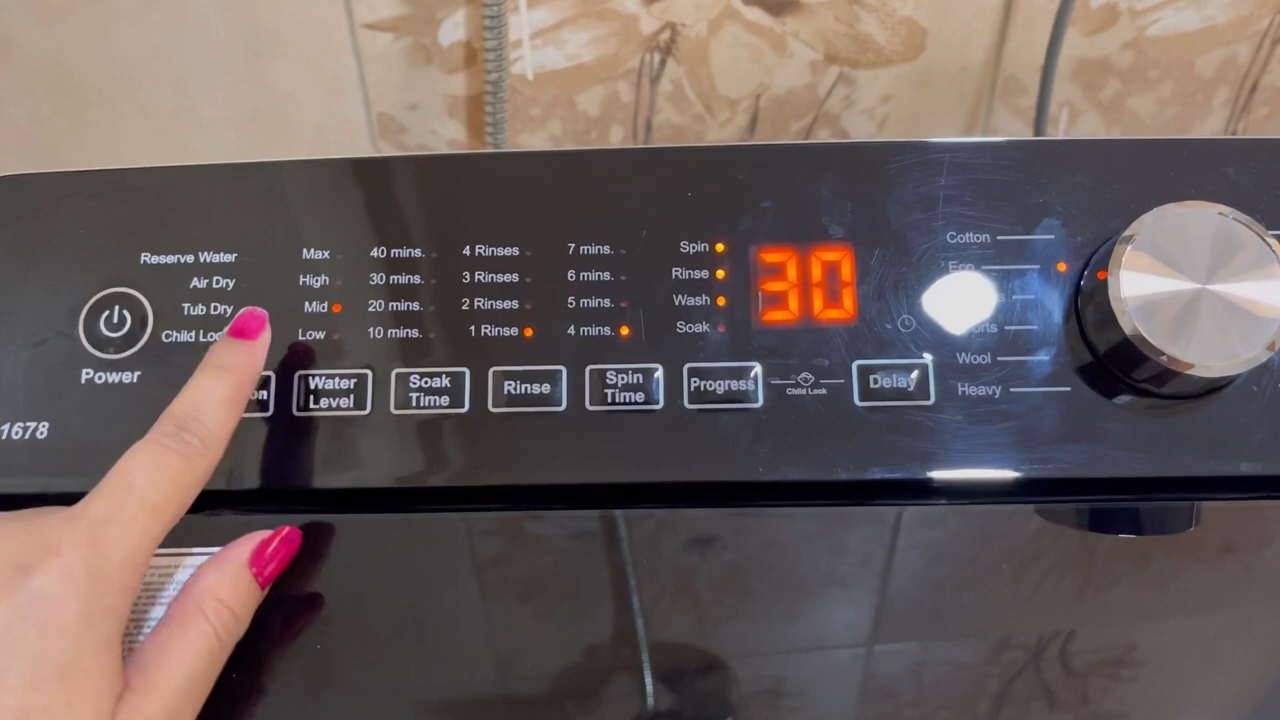 Reserve Water
Air Dry
Tub Dry
Power
1678
Max
High
Mid
Low
Water
Level
40 mins.
30 mins.
20 mins.
10 mins.
Soak
Time
4 Rinses
3 Rinses
2 Rinses
1 Rinse
Rinse
7 mins.
6 mins.
5 mins.
4 mins.
Spin
Time
Spin
Rinse
Wash
Soak
Progress
30
Child Lock
Delay
Cotton
Eco
Wool
Heavy